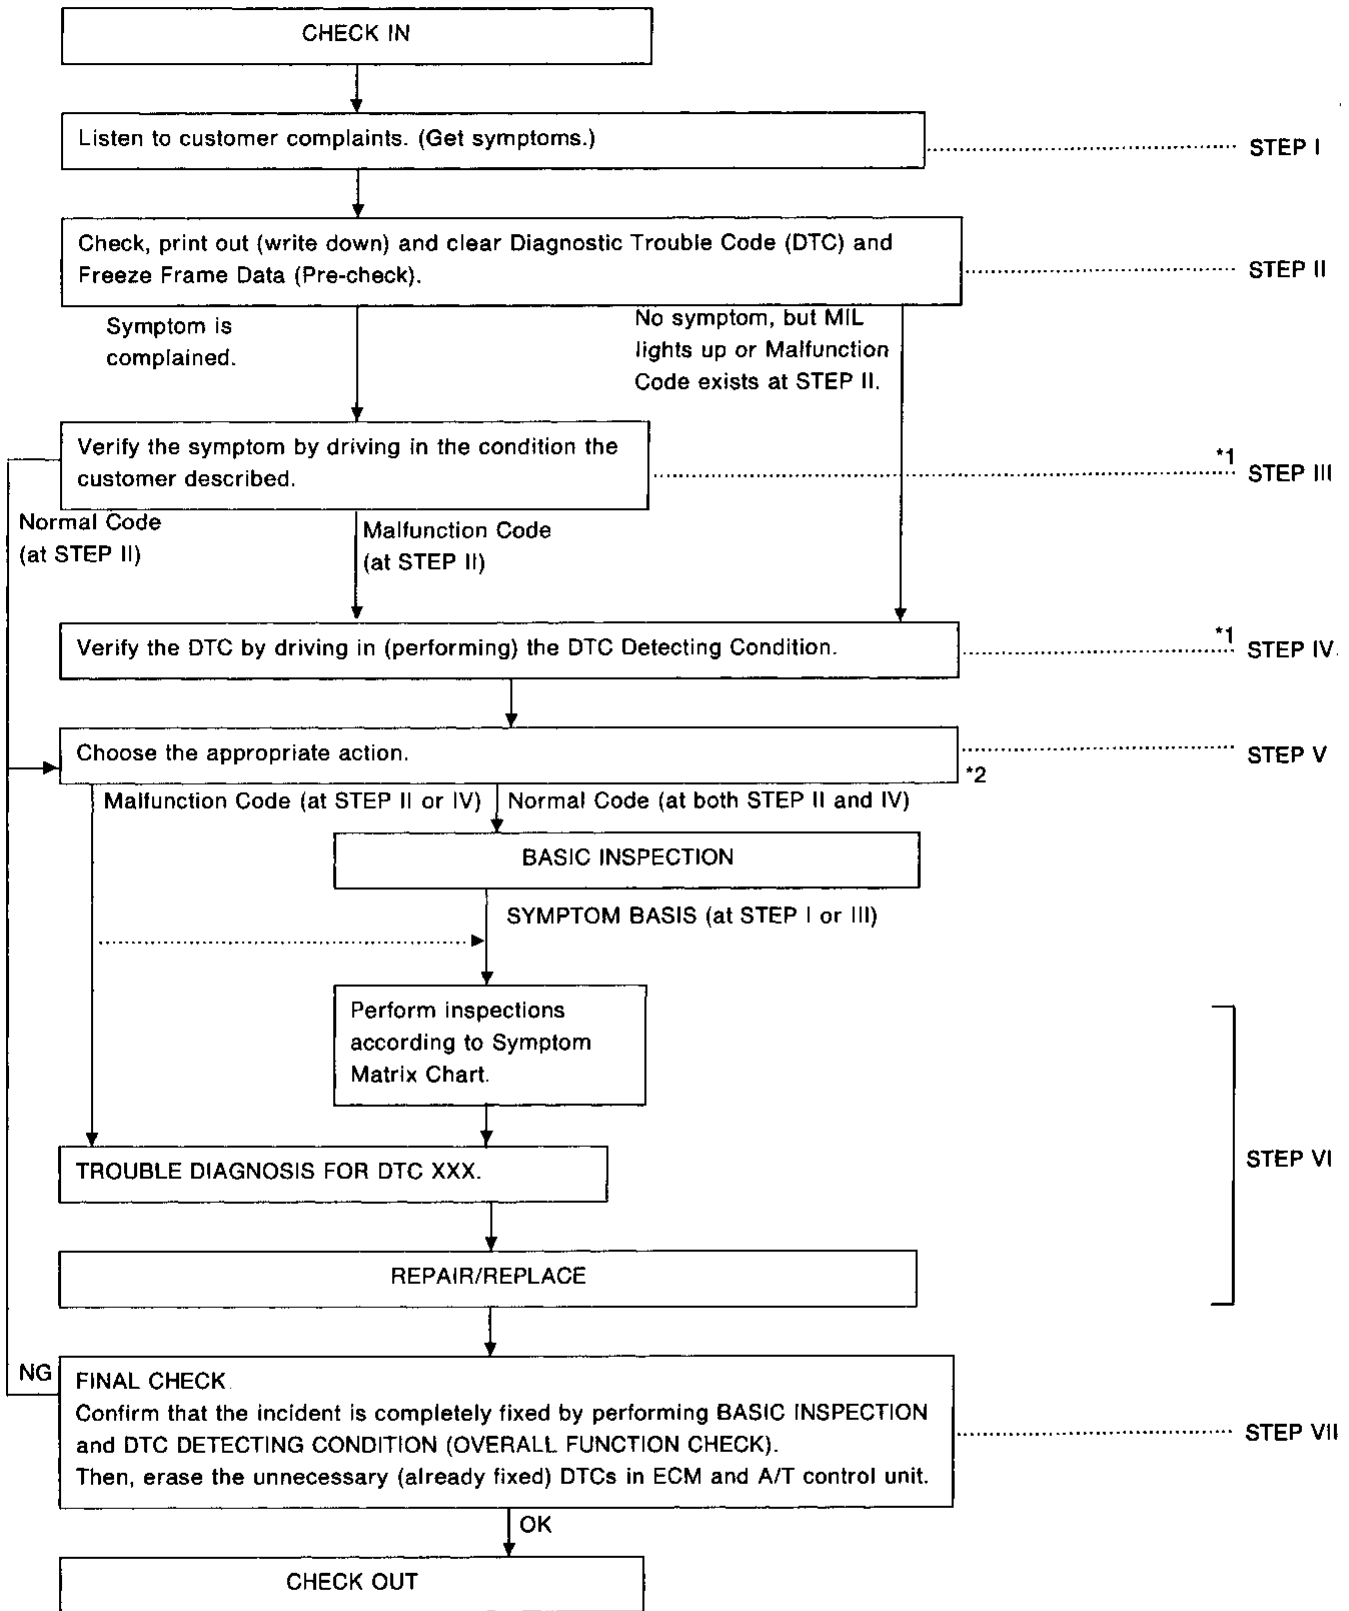 CHECK IN
Listen to customer complaints. (Get symptoms.)
STEP I
Check, print out (write down) and clear Diagnostic Trouble Code (DTC) and
Freeze Frame Data (Pre-check).
STEP II
Symptom is
complained.
No symptom, but MIL
lights up or Malfunction
Code exists at STEP II.
Verify the symptom by driving in the condition the
customer described.
*1
STEP III
Normal Code
(at STEP II)
Malfunction Code
(at STEP II)
Verify the DTC by driving in (performing) the DTC Detecting Condition.
*1
STEP IV.
Choose the appropriate action.
STEP V
*2
Malfunction Code (at STEP II or IV)
Normal Code (at both STEP II and IV)
BASIC INSPECTION
SYMPTOM BASIS (at STEP I or III)
Perform inspections
according to Symptom
Matrix Chart.
TROUBLE DIAGNOSIS FOR DTC XXX.
STEP VI
REPAIR/REPLACE
NG
FINAL CHECK
Confirm that the incident is completely fixed by performing BASIC INSPECTION
and DTC DETECTING CONDITION (OVERALL FUNCTION CHECK).
Then, erase the unnecessary (already fixed) DTCs in ECM and A/T control unit.
STEP VII
OK
CHECK OUT